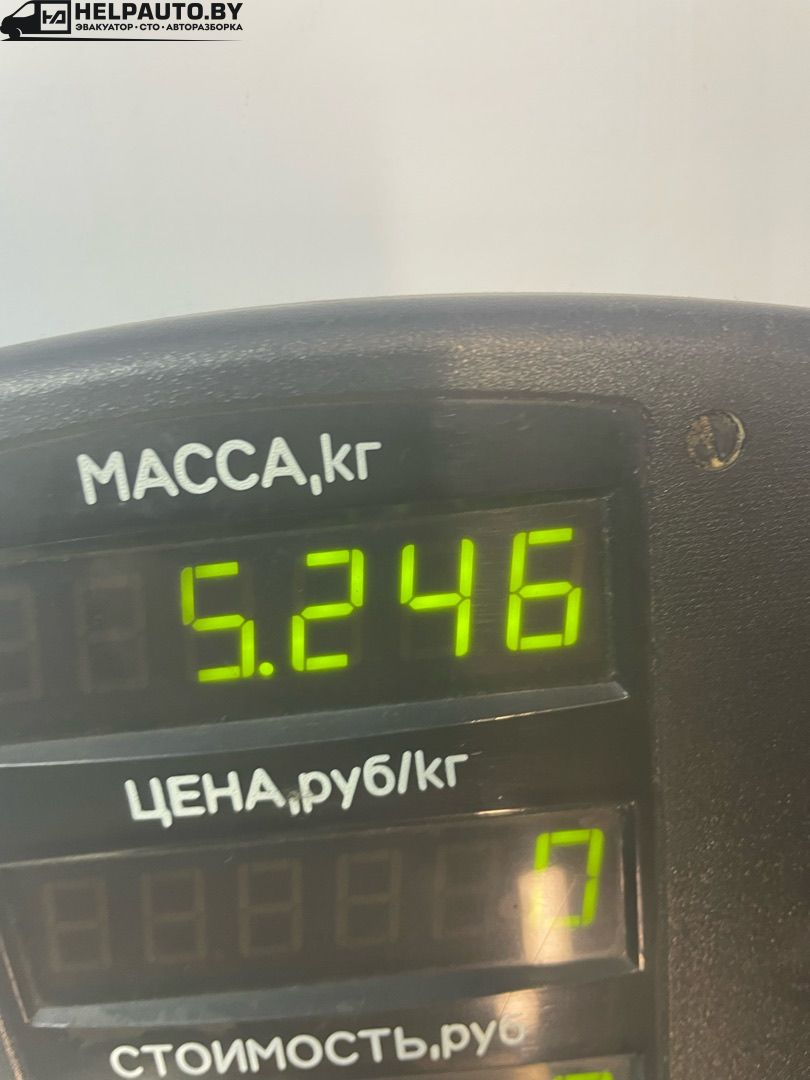 HELPAUTO.BY
ЭВАКУАТОР • СТО • АВТОРАЗБОРКА
МАССА,кг
5.246
ЦЕНА,руб/кг
0
СТОИМОСТЬ,руб